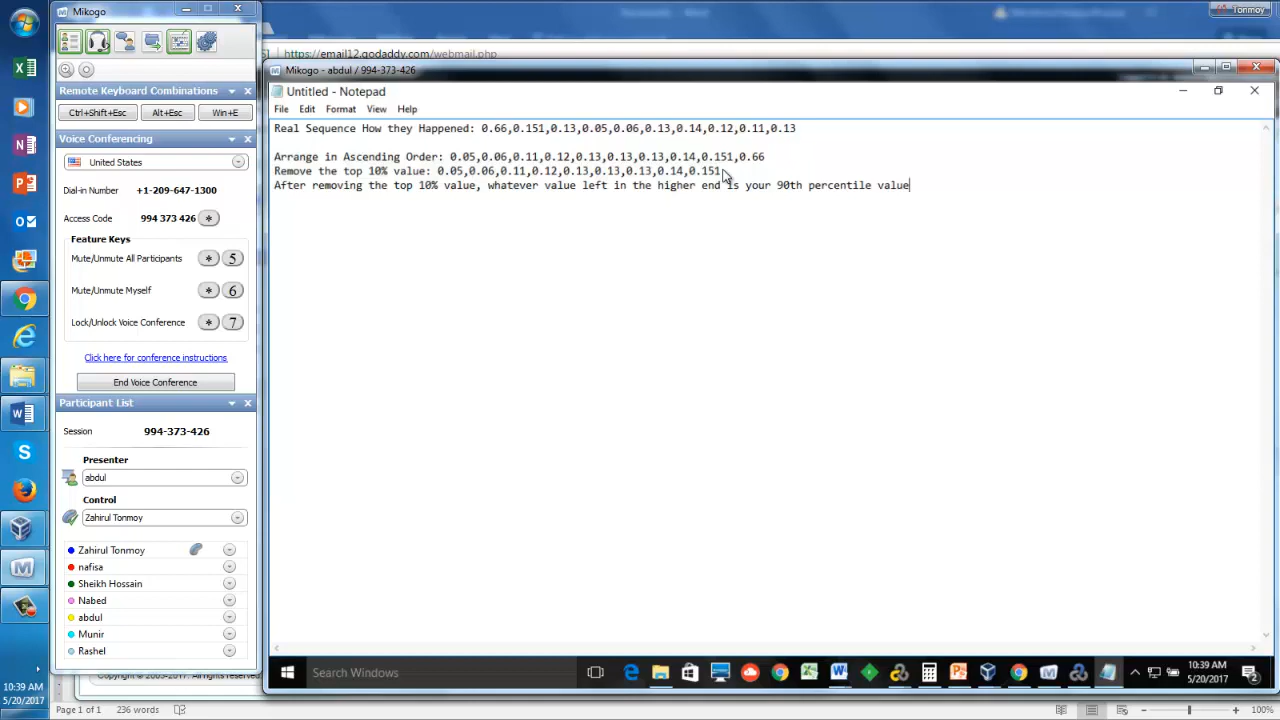 Mikogo
Tonmoy
https://email12.godaddy.com/webmail.php
Mikogo - abdul / 994-373-426
Untitled - Notepad
File Edit Format View Help
Real Sequence How they Happened: 0.66,0.151,0.13,0.05,0.06,0.13,0.14,0.12,0.11,0.13
Arrange in Ascending Order: 0.05,0.06,0.11,0.12,0.13,0.13,0.13,0.14,0.151,0.66
Remove the top 10% value: 0.05,0.06,0.11,0.12,0.13,0.13,0.13,0.14,0.151
After removing the top 10% value, whatever value left in the higher end is your 90th percentile value
Remote Keyboard Combinations
Ctrl+Shift+Esc Alt+Esc Win+E
Voice Conferencing
United States
Dial-in Number +1-209-647-1300
Access Code 994 373 426 *
Feature Keys
Mute/Unmute All Participants * 5
Mute/Unmute Myself * 6
Lock/Unlock Voice Conference * 7
Click here for conference instructions
End Voice Conference
Participant List
Session 994-373-426
Presenter
abdul
Control
Zahirul Tonmoy
Zahirul Tonmoy
nafisa
Sheikh Hossain
Nabed
abdul
Munir
Rashel
Search Windows
10:39 AM
5/20/2017
2
10:39 AM
5/20/2017
Page 1 of 1 236 words
100%